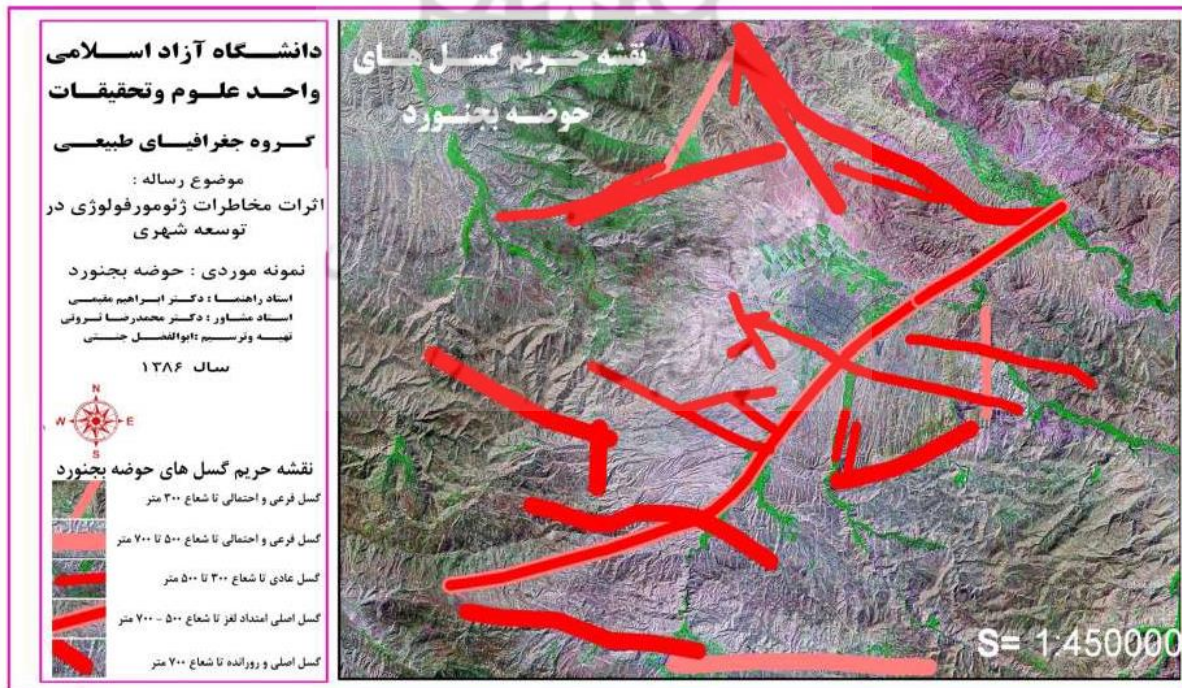 دانشگاه آزاد اسلامی
واحد علوم وتحقیقات
گروه جغرافیای طبیعی
موضوع رساله :
اثرات مخاطرات ژئومورفولوژی در
توسعه شهری
نمونه موردی : حوضه بجنورد
استاد راهنما : دکتر ابراهیم مقیمی
استاد مشاور : دکتر محمدرضا ثروتی
تهیه وترسیم :ابوالفضل جنتی
سال ۱۳۸۶
N
W E
S
نقشه حریم گسل های حوضه بجنورد
گسل فرعی و احتمالی تا شعاع ۳۰۰ متر
گسل فرعی و احتمالی تا شعاع ۵۰۰ تا ۷۰۰ متر
گسل عادی تا شعاع ۳۰۰ تا ۵۰۰ متر
گسل اصلی امتداد لغز تا شعاع ۵۰۰ - ۷۰۰ متر
گسل اصلی و رورانده تا شعاع ۷۰۰ متر
نقشه حریم گسل های
حوضه بجنورد
S= 1:450000